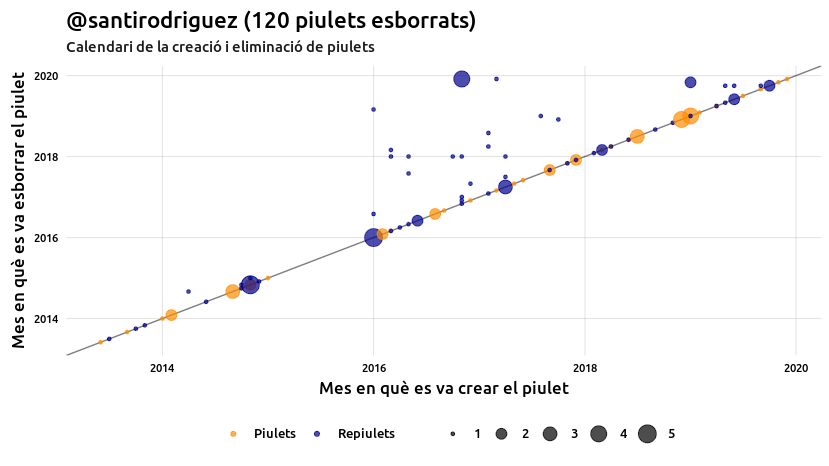 @santirodriguez (120 piulets esborrats)
Calendari de la creació i eliminació de piulets
Mes en què es va esborrar el piulet
2020
2018
2016
2014
2014 2016 2018 2020
Mes en què es va crear el piulet
Piulets Repiulets 1 2 3 4 5